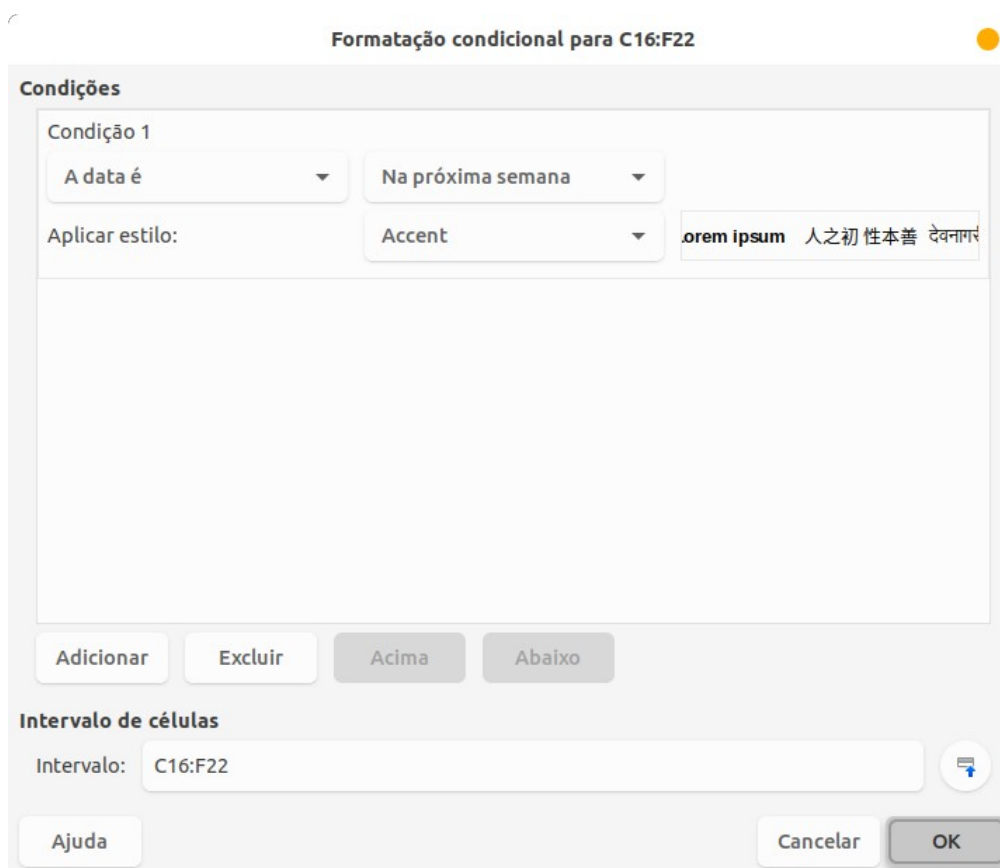 Formatação condicional para C16:F22
Condições
Condição 1
A data é Na próxima semana
Aplicar estilo: Accent orem ipsum 人之初 性本善
Adicionar Excluir Acima Abaixo
Intervalo de células
Intervalo: C16:F22
Ajuda Cancelar OK